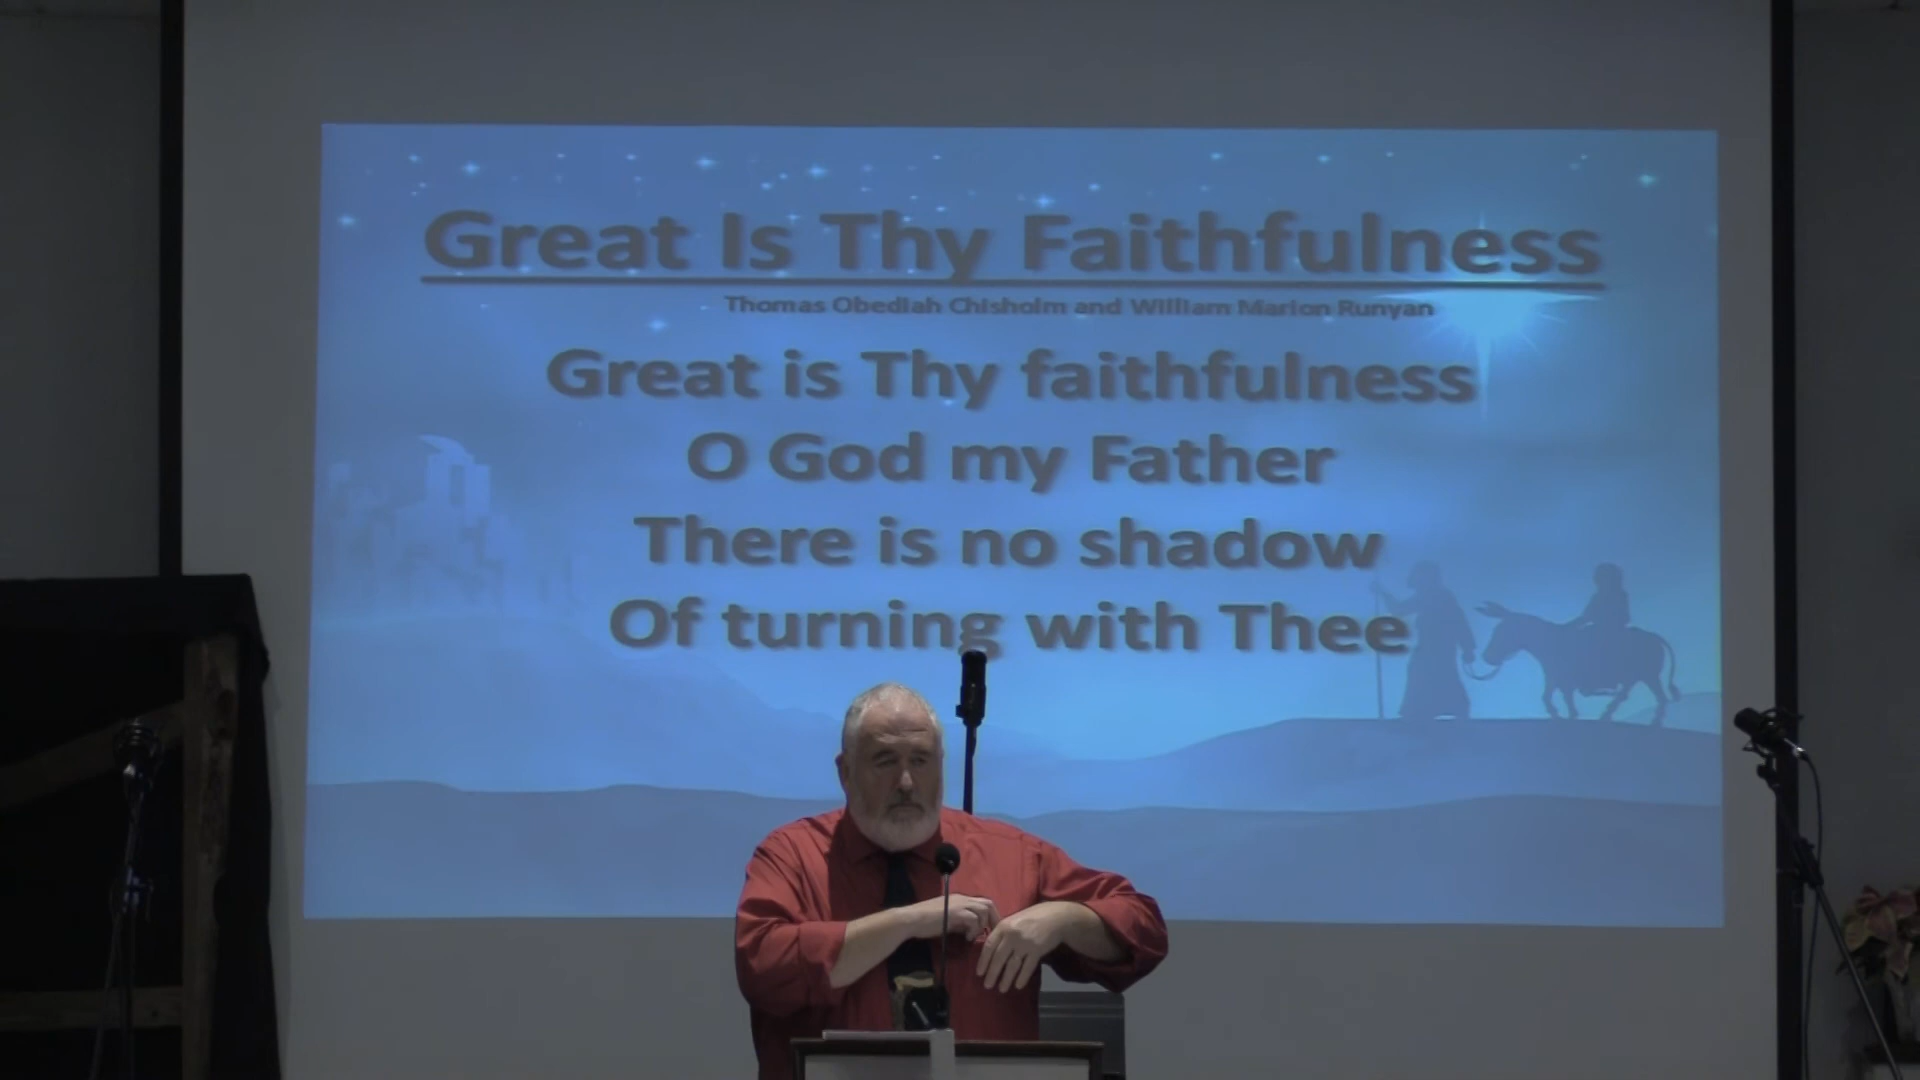 Great Is Thy Faithfulness
Thomas Obediah Chisholm and William Marion Runyan
Great is Thy faithfulness
O God my Father
There is no shadow
Of turning with Thee